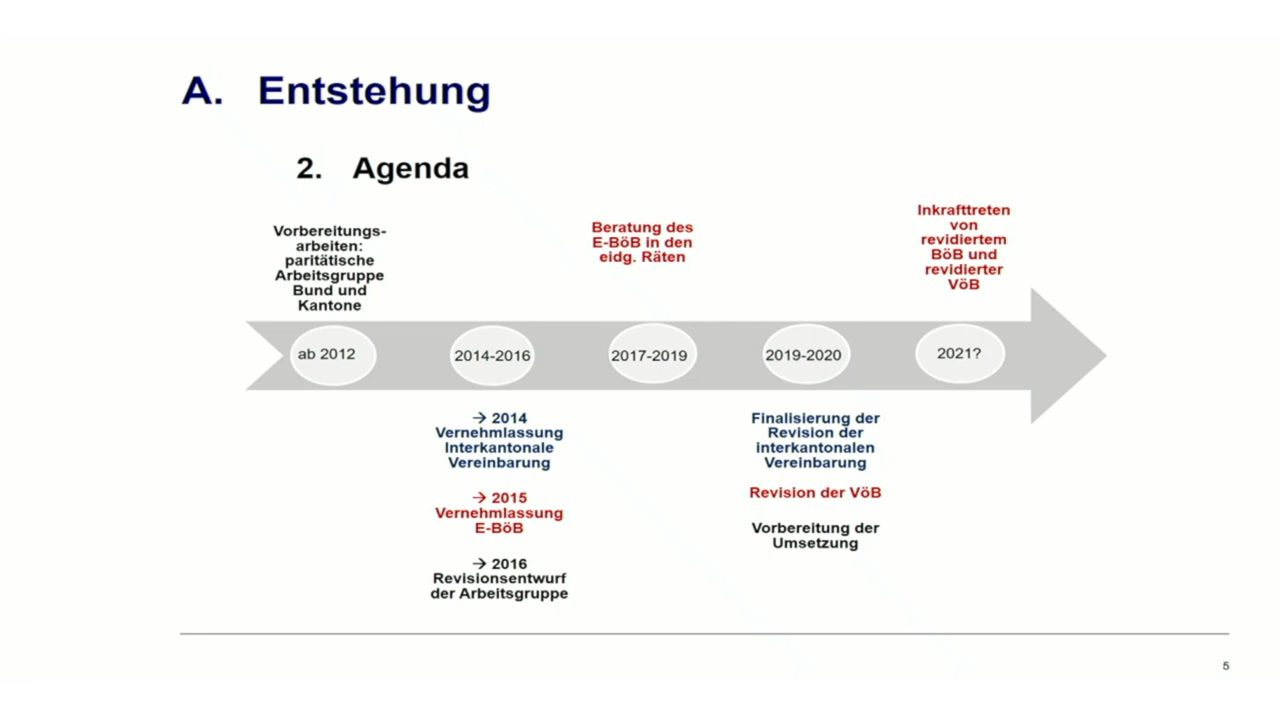 A. Entstehung
2. Agenda
Vorbereitungs-
arbeiten:
paritätische
Arbeitsgruppe
Bund und
Kantone
Beratung des
E-BöB in den
eidg. Räten
Inkrafttreten
von
revidiertem
BöB und
revidierter
VöB
ab 2012
2014-2016
2017-2019
2019-2020
2021?
→ 2014
Vernehmlassung
Interkantonale
Vereinbarung
→ 2015
Vernehmlassung
E-BöB
→ 2016
Revisionsentwurf
der Arbeitsgruppe
Finalisierung der
Revision der
interkantonalen
Vereinbarung
Revision der VöB
Vorbereitung der
Umsetzung
5